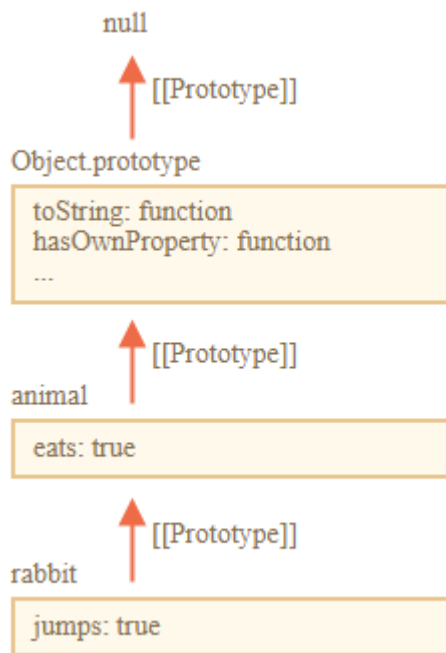 null
[[Prototype]]
Object.prototype
toString: function
hasOwnProperty: function
...
[[Prototype]]
animal
eats: true
[[Prototype]]
rabbit
jumps: true